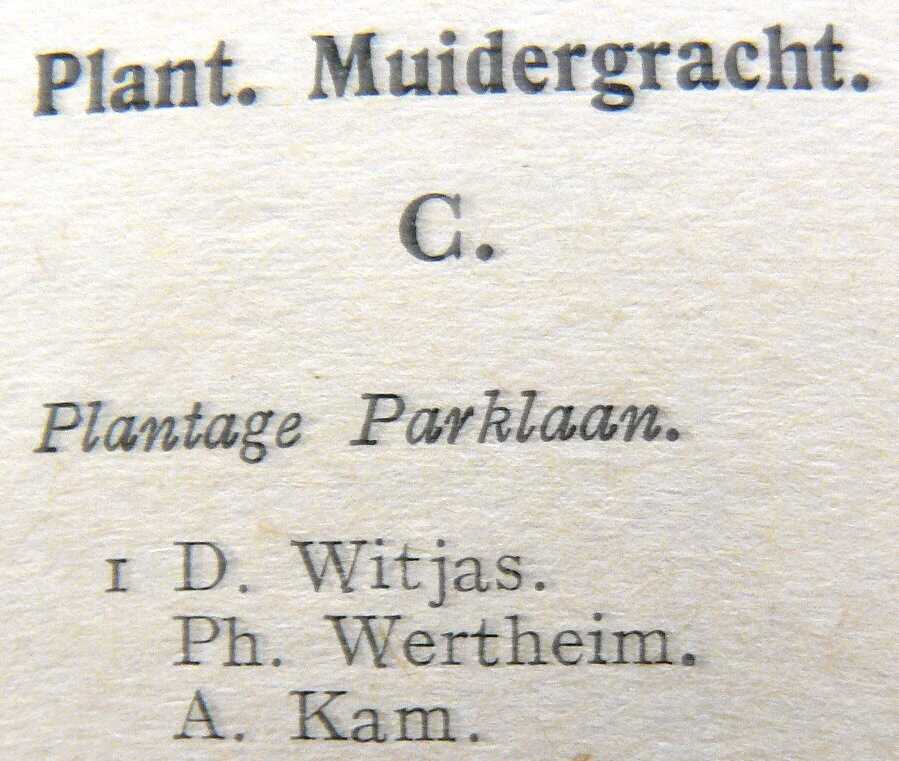 Plant. Muidergracht.
C.
Plantage Parklaan.
1 D. Witjas.
Ph. Wertheim.
A. Kam.